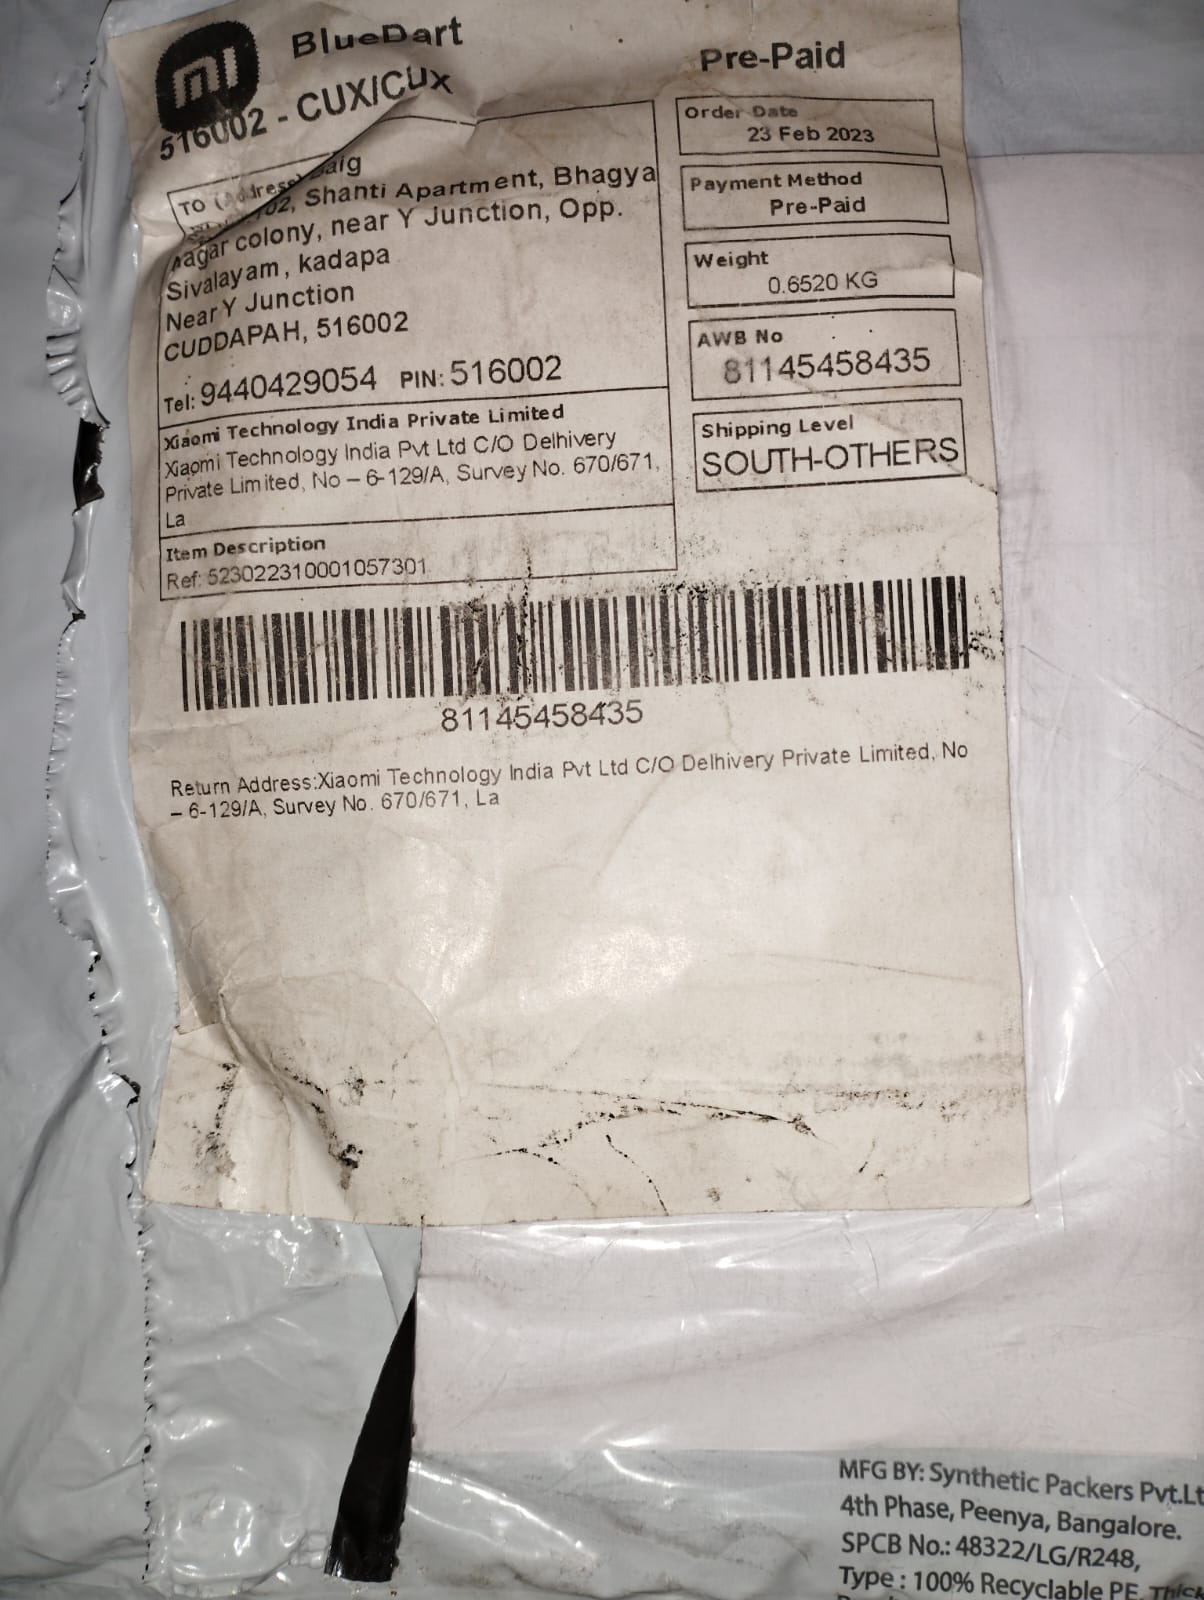 mi BlueDart
516002 - CUX/CUx
Pre-Paid
Order Date
23 Feb 2023
Payment Method
Pre-Paid
Weight
0.6520 KG
AWB No
81145458435
Shipping Level
SOUTH-OTHERS
TO (Address)
Shanti Apartment, Bhagya
nagar colony, near Y Junction, Opp.
Sivalayam, kadapa
Near Y Junction
CUDDAPAH, 516002
Tel: 9440429054 PIN: 516002
Xiaomi Technology India Private Limited
Xiaomi Technology India Pvt Ltd C/O Delhivery
Private Limited, No – 6-129/A, Survey No. 670/671,
La
Item Description
Ref: 523022310001057301
81145458435
Return Address:Xiaomi Technology India Pvt Ltd C/O Delhivery Private Limited, No
– 6-129/A, Survey No. 670/671, La
MFG BY: Synthetic Packers Pvt.Lt
4th Phase, Peenya, Bangalore.
SPCB No.: 48322/LG/R248,
Type : 100% Recyclable PE, Thick